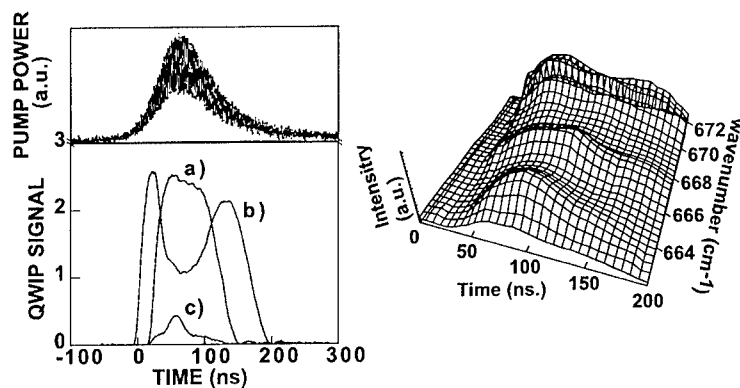 PUMP POWER
(a.u.)
3
2
1
0
QWIP SIGNAL
a)
b)
c)
-100 0 100 200 300
TIME (ns)
Intensitry
(a.u.)
0
50
100
150
200
Time (ns.)
672
670
668
666
664
Wavenumber (cm-1)